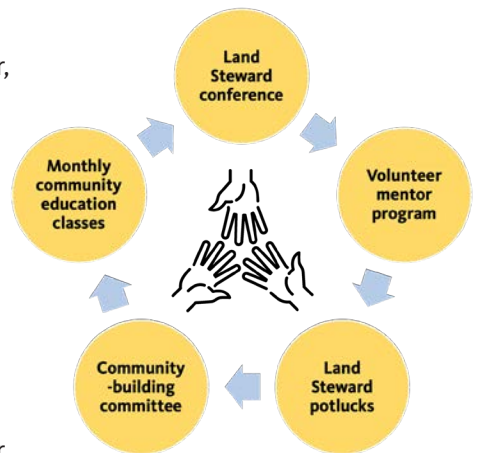 r,
Land
Steward
conference
Volunteer
mentor
program
Land
Steward
potlucks
Community
-building
committee
Monthly
community
education
classes
r